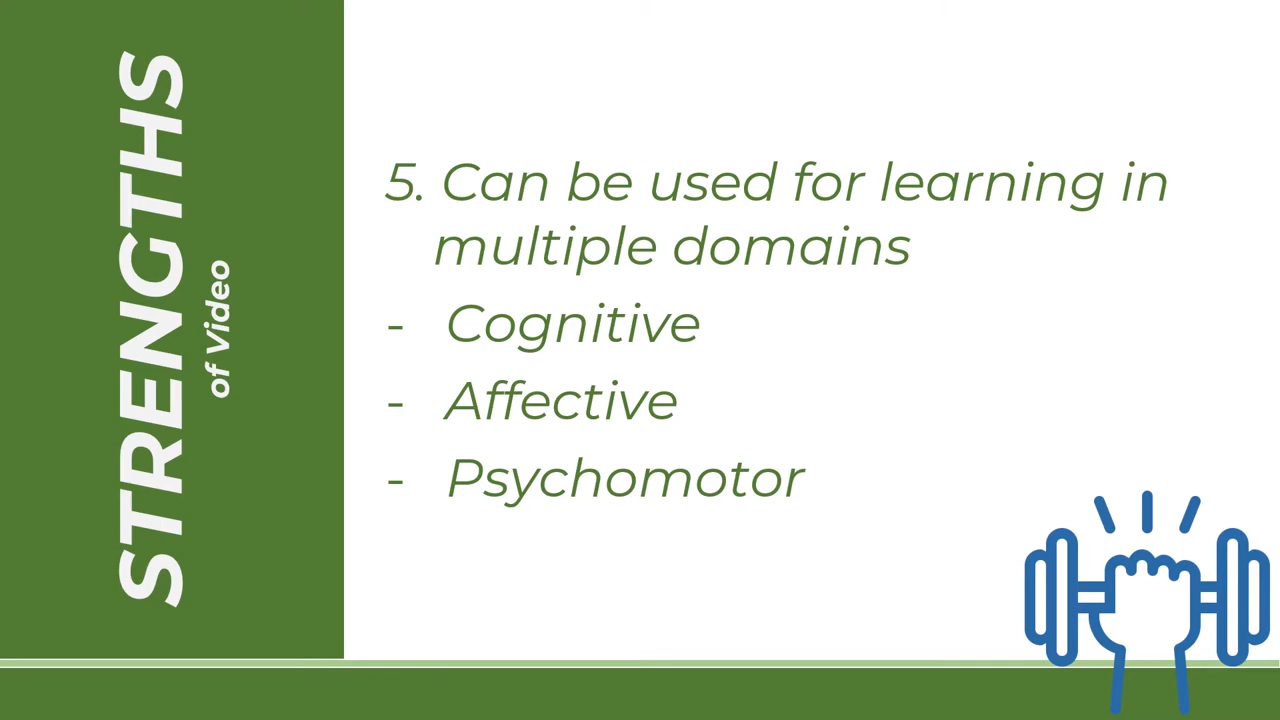 STRENGTHS
of Video
5. Can be used for learning in
multiple domains
- Cognitive
- Affective
- Psychomotor